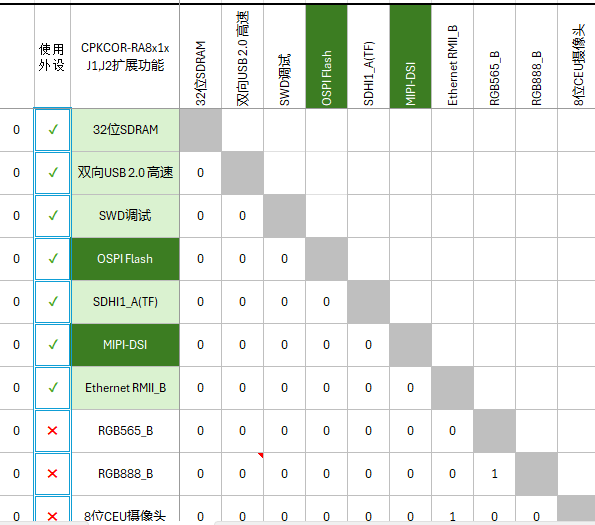 使用
外设
CPKCOR-RA8x1x
J1,J2扩展功能
32位SDRAM
双向USB 2.0 高速
SWD调试
OSPI Flash
SDHI1_A(TF)
MIPI-DSI
Ethernet RMII_B
RGB565_B
RGB888_B
8位CEU摄像头
0 ✓ 32位SDRAM
0 ✓ 双向USB 2.0 高速 0
0 ✓ SWD调试 0 0
0 ✓ OSPI Flash 0 0 0
0 ✓ SDHI1_A(TF) 0 0 0 0
0 ✓ MIPI-DSI 0 0 0 0 0
0 ✓ Ethernet RMII_B 0 0 0 0 0 0
0 ✕ RGB565_B 0 0 0 0 0 0 0
0 ✕ RGB888_B 0 0 0 0 0 0 0 1
0 ✕ 8位CEU摄像头 0 0 0 0 0 0 1 0 0